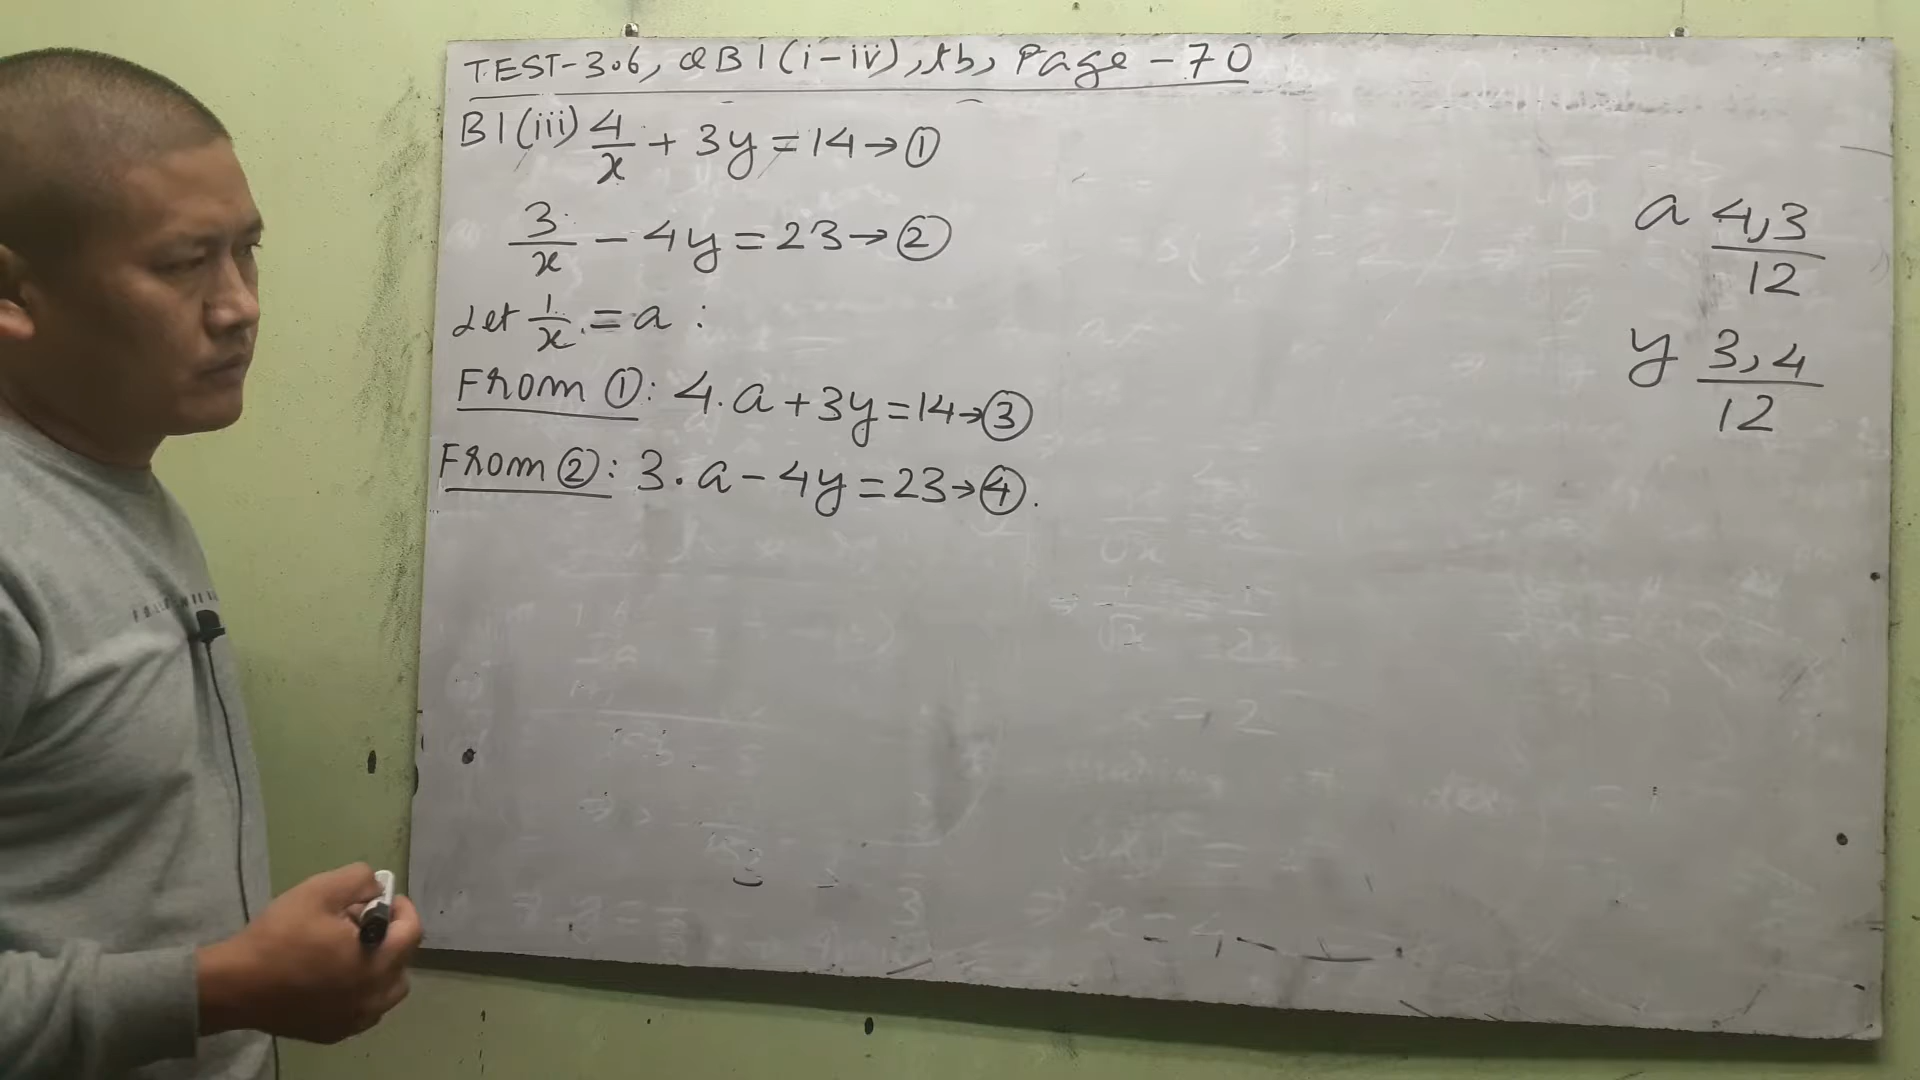 TEST-3.6, QB1(i-iv), tb, Page-70
B1(iii) 4/x + 3y = 14 → ①
3/x - 4y = 23 → ②
Let 1/x = a :
From ①: 4.a + 3y = 14 → ③
From ②: 3.a - 4y = 23 → ④.
a 4,3
12
y 3,4
12